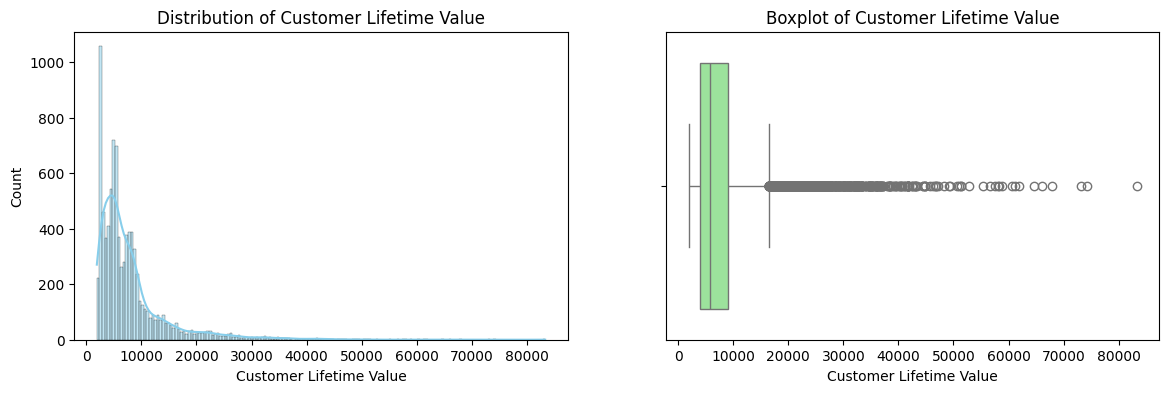 Distribution of Customer Lifetime Value
1000
800
600
400
200
0
Count
0 10000 20000 30000 40000 50000 60000 70000 80000
Customer Lifetime Value
Boxplot of Customer Lifetime Value
0 10000 20000 30000 40000 50000 60000 70000 80000
Customer Lifetime Value